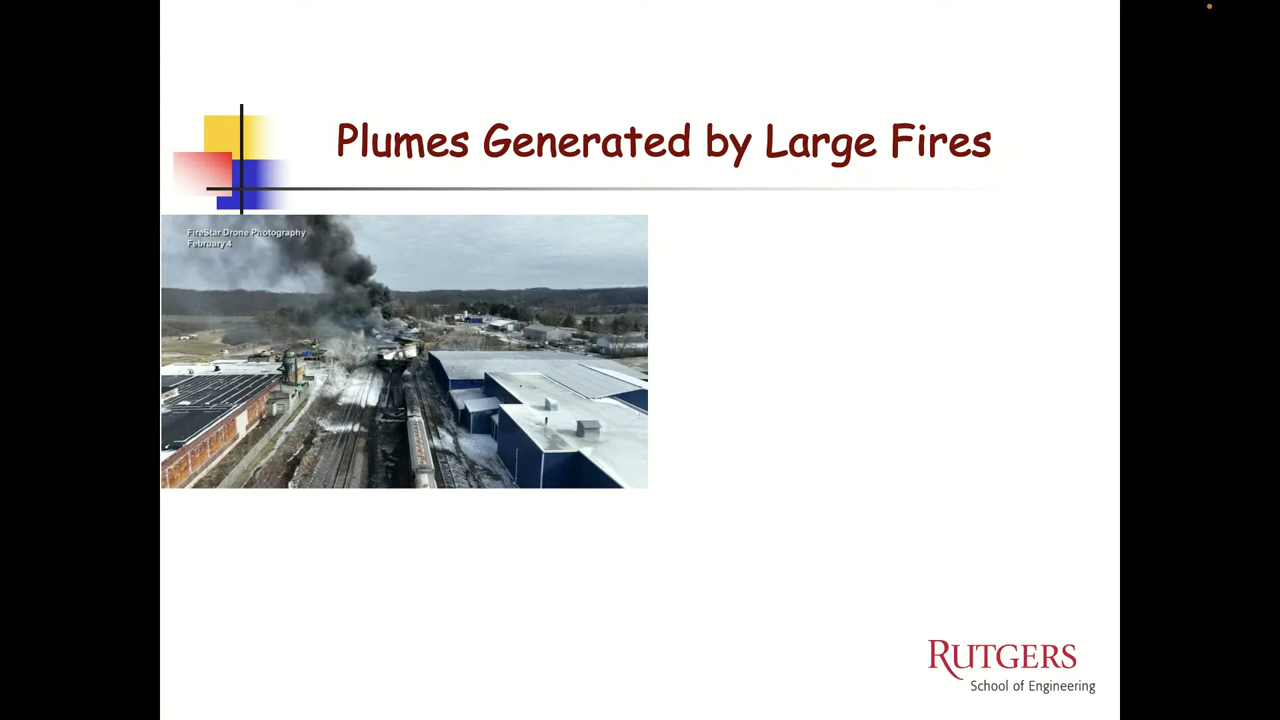 Plumes Generated by Large Fires
FireStar Drone Photography
February 4
RUTGERS
School of Engineering